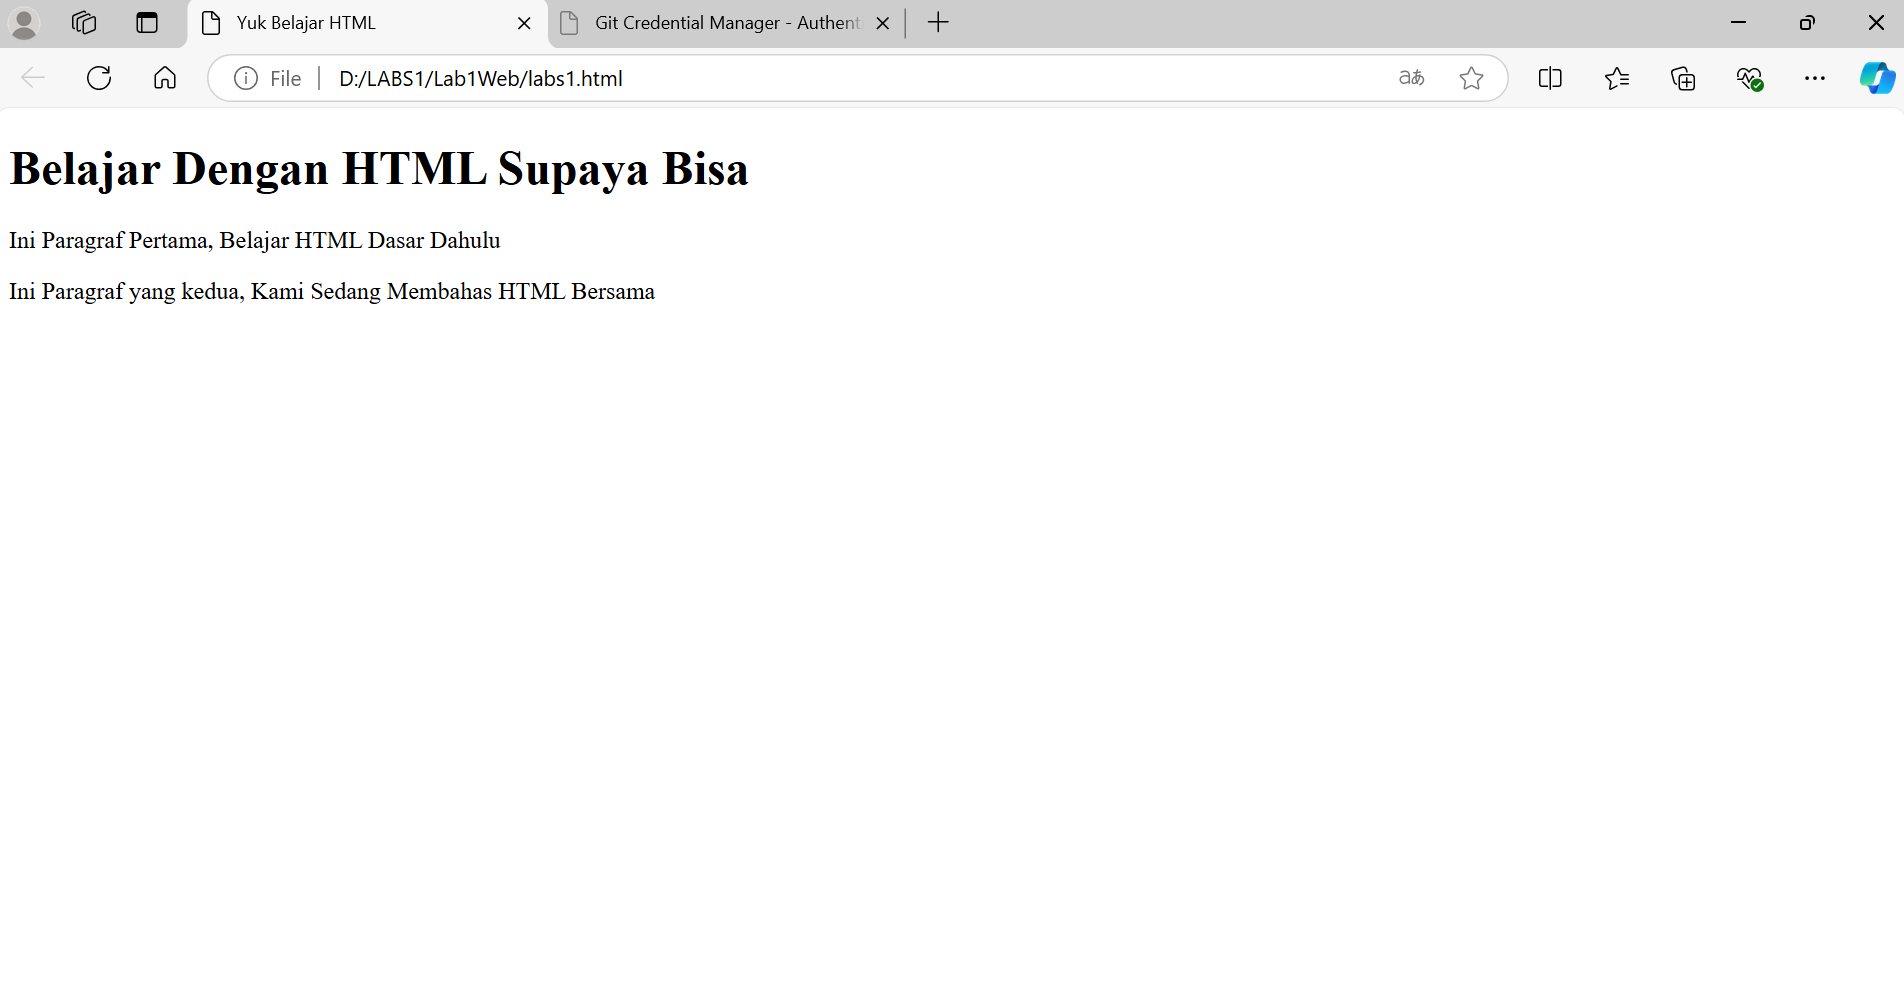 Yuk Belajar HTML
Git Credential Manager - Authent
File
D:/LABS1/Lab1Web/labs1.html
aあ
Belajar Dengan HTML Supaya Bisa
Ini Paragraf Pertama, Belajar HTML Dasar Dahulu
Ini Paragraf yang kedua, Kami Sedang Membahas HTML Bersama